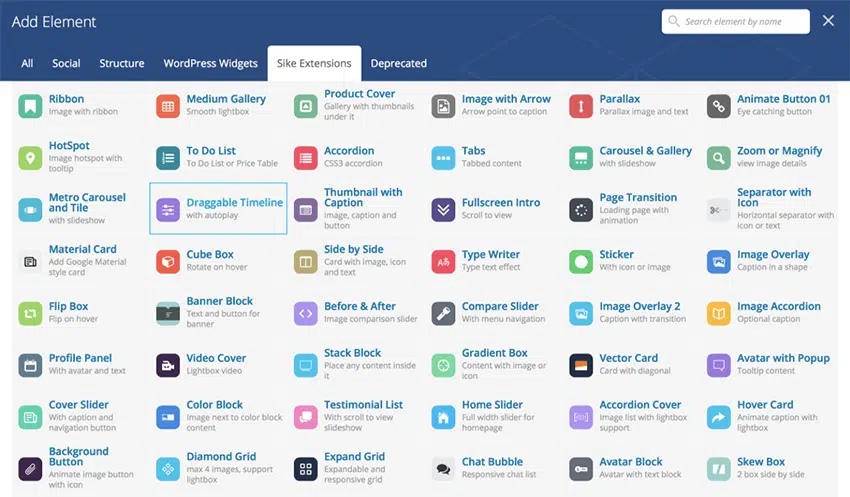 Add Element
Search element by name
All Social Structure WordPress Widgets Sike Extensions Deprecated
Ribbon
Image with ribbon
Medium Gallery
Smooth lightbox
Product Cover
Gallery with thumbnails
under it
Image with Arrow
Arrow point to caption
Parallax
Parallax image and text
Animate Button 01
Eye catching button
HotSpot
Image hotspot with
tooltip
To Do List
To Do List or Price Table
Accordion
CSS3 accordion
Tabs
Tabbed content
Carousel & Gallery
with slideshow
Zoom or Magnify
view image details
Metro Carousel
and Tile
with slideshow
Draggable Timeline
with autoplay
Thumbnail with
Caption
image, caption and
button
Fullscreen Intro
Scroll to view
Page Transition
Loading page with
animation
Separator with
Icon
Horizontal separator with
icon or text
Material Card
Add Google Material
style card
Cube Box
Rotate on hover
Side by Side
Card with image, icon
and text
Type Writer
Type text effect
Sticker
With icon or image
Image Overlay
Caption in a shape
Flip Box
Flip on hover
Banner Block
Text and button for
banner
Before & After
Image comparison slider
Compare Slider
With menu navigation
Image Overlay 2
Caption with transition
Image Accordion
Optional caption
Profile Panel
With avatar and text
Video Cover
Lightbox video
Stack Block
Place any content inside
it
Gradient Box
Content with image or
icon
Vector Card
Card with diagonal
Avatar with Popup
Tooltip content
Cover Slider
With caption and
navigation button
Color Block
Image next to color block
content
Testimonial List
With scroll to view
slideshow
Home Slider
Full width slider for
homepage
Accordion Cover
Image list with lightbox
support
Hover Card
Animate caption with
lightbox
Background
Button
Animate image button
with icon
Diamond Grid
max 4 images, support
lightbox
Expand Grid
Expandable and
responsive grid
Chat Bubble
Responsive chat list
Avatar Block
Avatar with text block
Skew Box
2 box side by side